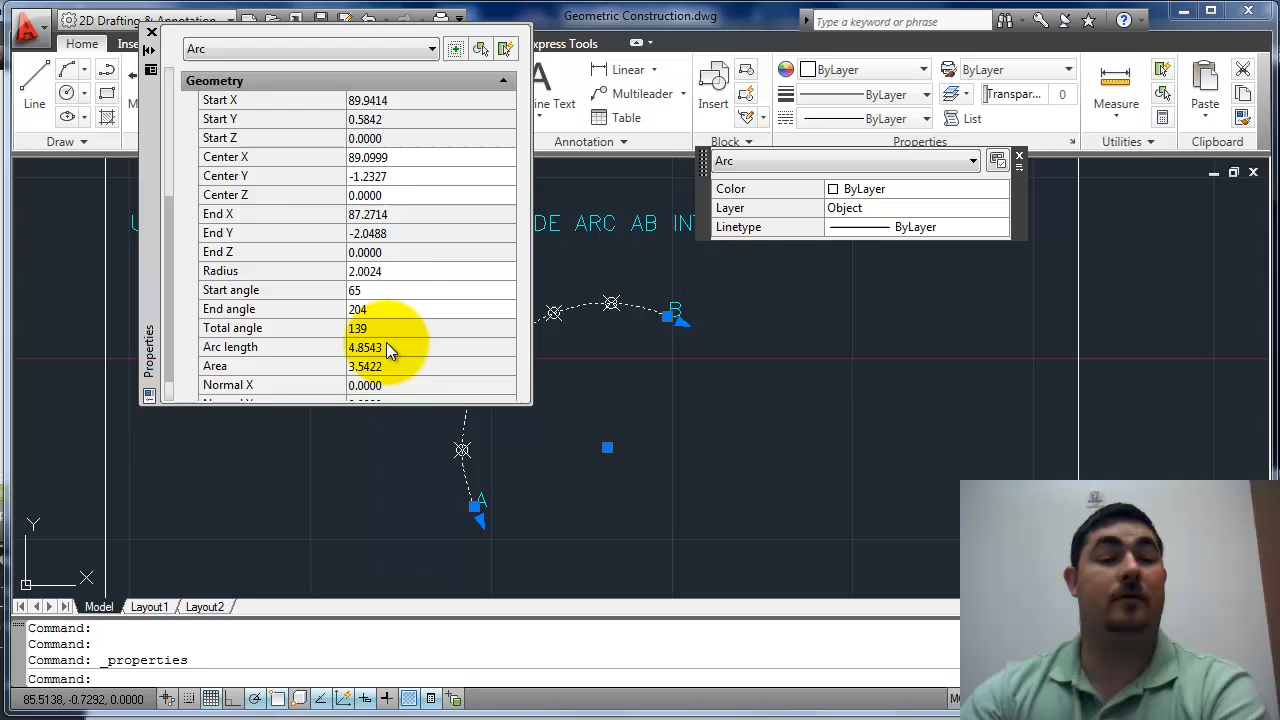 2D Drafting & Annotation
Geometric Construction.dwg
Type a keyword or phrase
Home
Inse
xpress Tools
Arc
Geometry
Start X 89.9414
Start Y 0.5842
Start Z 0.0000
Center X 89.0999
Center Y -1.2327
Center Z 0.0000
End X 87.2714
End Y -2.0488
End Z 0.0000
Radius 2.0024
Start angle 65
End angle 204
Total angle 139
Arc length 4.8543
Area 3.5422
Normal X 0.0000
Properties
Line
Draw
ine Text
Linear
Multileader
Table
Annotation
Insert
Block
ByLayer
ByLayer
ByLayer
Transpar... 0
ByLayer
List
Properties
Measure
Utilities
Paste
Clipboard
Arc
Color ByLayer
Layer Object
Linetype ByLayer
DE ARC AB INT
B
A
Y
X
Model
Layout1
Layout2
Command:
Command:
Command: _properties
Command:
85.5138, -0.7292, 0.0000